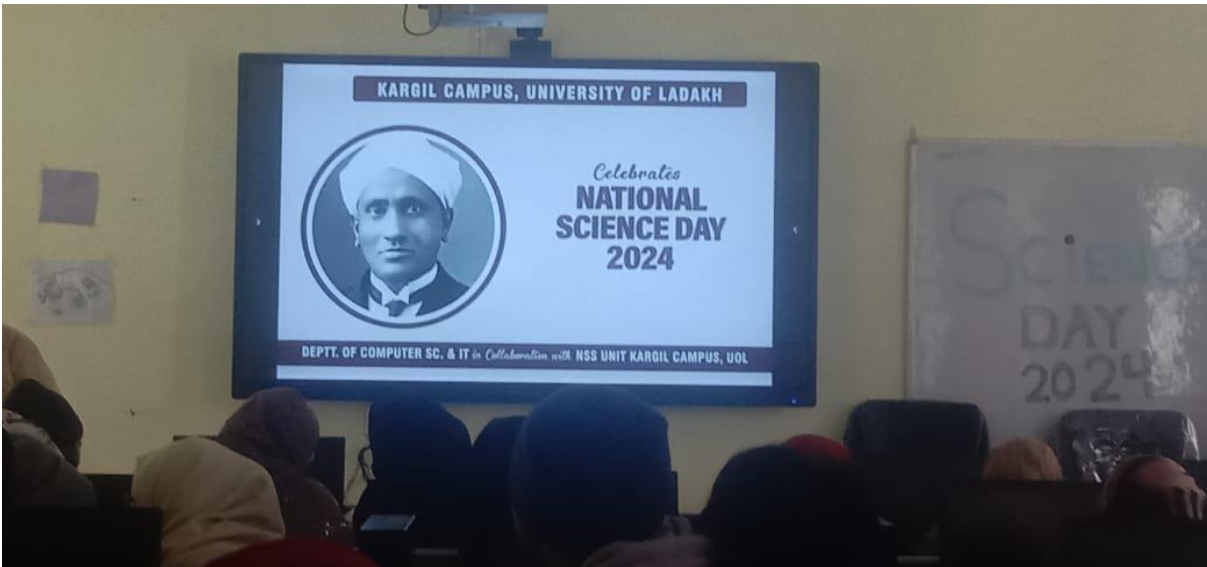 KARGIL CAMPUS, UNIVERSITY OF LADAKH
Celebrates
NATIONAL
SCIENCE DAY
2024
DEPTT. OF COMPUTER SC. & IT in Collaboration with NSS UNIT KARGIL CAMPUS, UOL
SCIENCE
DAY
2024